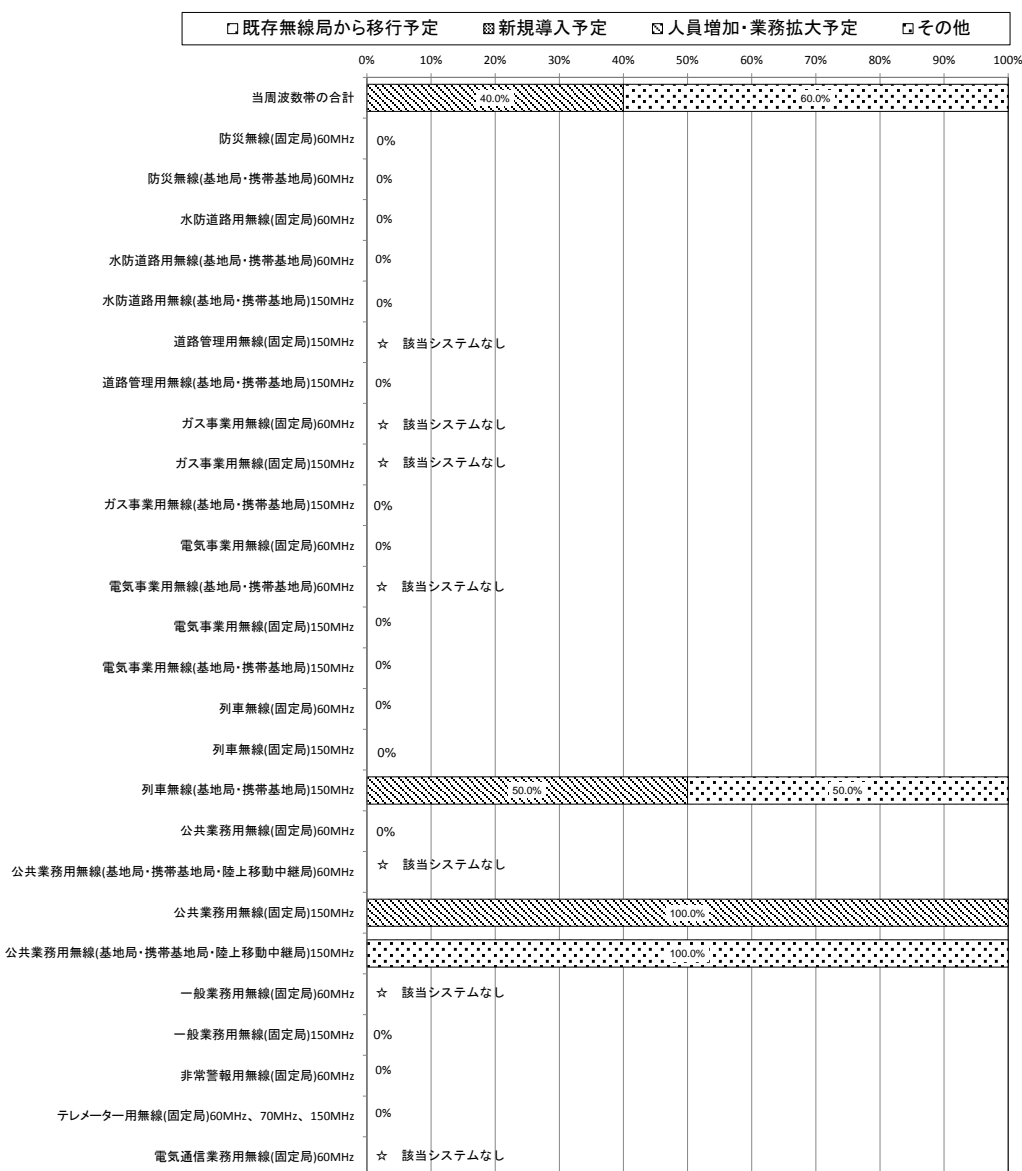 既存無線局から移行予定 新規導入予定 人員増加・業務拡大予定 その他
0% 10% 20% 30% 40% 50% 60% 70% 80% 90% 100%
当周波数帯の合計 40.0% 60.0%
防災無線(固定局)60MHz 0%
防災無線(基地局・携帯基地局)60MHz 0%
水防道路用無線(固定局)60MHz 0%
水防道路用無線(基地局・携帯基地局)60MHz 0%
水防道路用無線(基地局・携帯基地局)150MHz 0%
道路管理用無線(固定局)150MHz ☆ 該当システムなし
道路管理用無線(基地局・携帯基地局)150MHz 0%
ガス事業用無線(固定局)60MHz ☆ 該当システムなし
ガス事業用無線(固定局)150MHz ☆ 該当システムなし
ガス事業用無線(基地局・携帯基地局)150MHz 0%
電気事業用無線(固定局)60MHz 0%
電気事業用無線(基地局・携帯基地局)60MHz ☆ 該当システムなし
電気事業用無線(固定局)150MHz 0%
電気事業用無線(基地局・携帯基地局)150MHz 0%
列車無線(固定局)60MHz 0%
列車無線(固定局)150MHz 0%
列車無線(基地局・携帯基地局)150MHz 50.0% 50.0%
公共業務用無線(固定局)60MHz 0%
公共業務用無線(基地局・携帯基地局・陸上移動中継局)60MHz ☆ 該当システムなし
公共業務用無線(固定局)150MHz 100.0%
公共業務用無線(基地局・携帯基地局・陸上移動中継局)150MHz 100.0%
一般業務用無線(固定局)60MHz ☆ 該当システムなし
一般業務用無線(固定局)150MHz 0%
非常警報用無線(固定局)60MHz 0%
テレメーター用無線(固定局)60MHz、70MHz、150MHz 0%
電気通信業務用無線(固定局)60MHz ☆ 該当システムなし